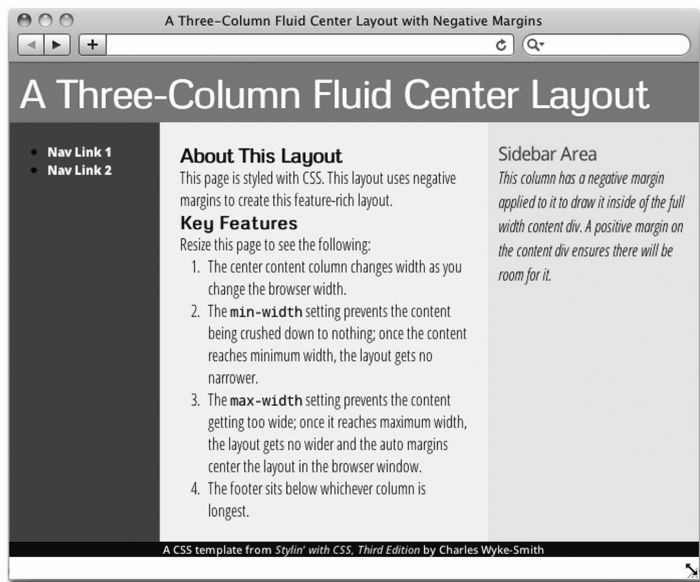 A Three-Column Fluid Center Layout with Negative Margins
A Three-Column Fluid Center Layout
Nav Link 1
Nav Link 2
About This Layout
This page is styled with CSS. This layout uses negative
margins to create this feature-rich layout.
Key Features
Resize this page to see the following:
1. The center content column changes width as you
change the browser width.
2. The min-width setting prevents the content
being crushed down to nothing; once the content
reaches minimum width, the layout gets no
narrower.
3. The max-width setting prevents the content
getting too wide; once it reaches maximum width,
the layout gets no wider and the auto margins
center the layout in the browser window.
4. The footer sits below whichever column is
longest.
Sidebar Area
This column has a negative margin
applied to it to draw it inside of the full
width content div. A positive margin on
the content div ensures there will be
room for it.
A CSS template from Stylin' with CSS, Third Edition by Charles Wyke-Smith